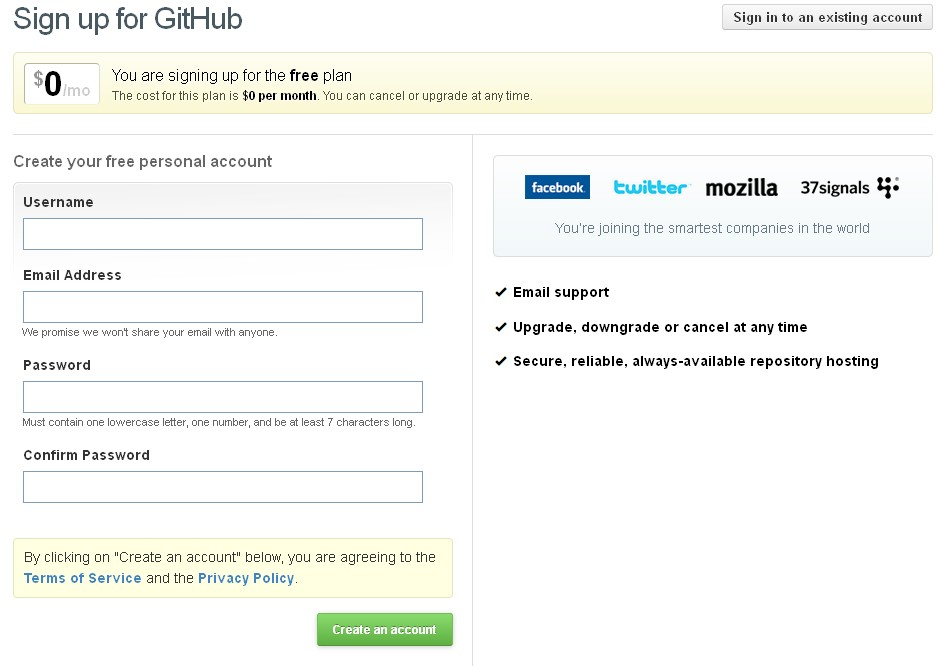 Sign up for GitHub
Sign in to an existing account
$0/mo
You are signing up for the free plan
The cost for this plan is $0 per month. You can cancel or upgrade at any time.
Create your free personal account
Username
Email Address
We promise we won't share your email with anyone.
Password
Must contain one lowercase letter, one number, and be at least 7 characters long.
Confirm Password
By clicking on "Create an account" below, you are agreeing to the
Terms of Service and the Privacy Policy.
Create an account
facebook twitter mozilla 37signals
You're joining the smartest companies in the world
Email support
Upgrade, downgrade or cancel at any time
Secure, reliable, always-available repository hosting